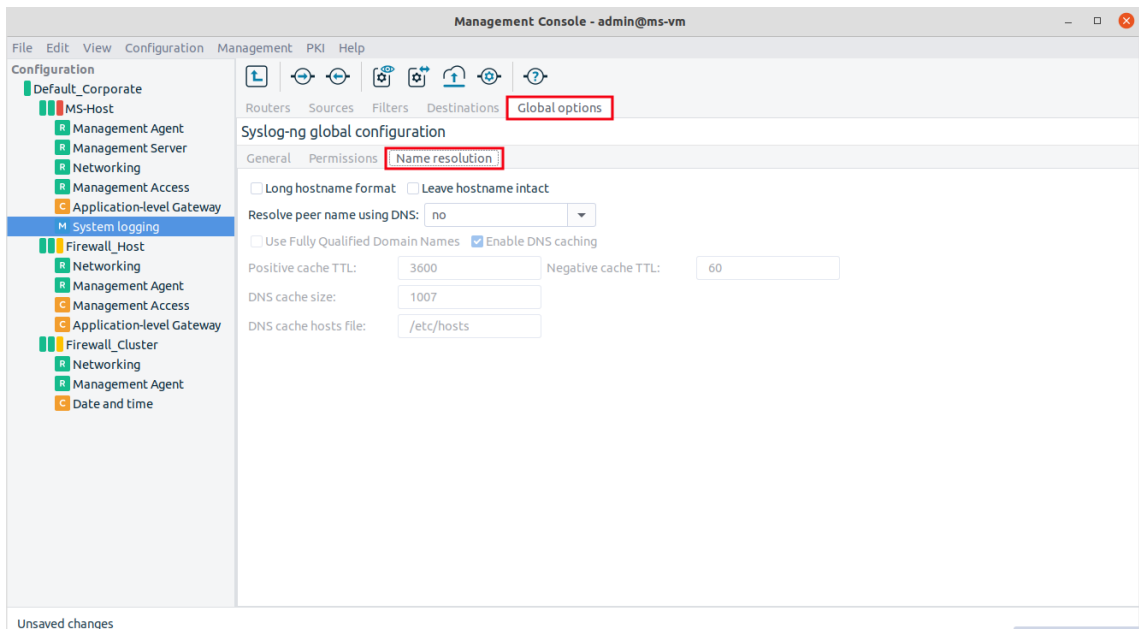 Management Console - admin@ms-vm
File Edit View Configuration Management PKI Help
Configuration
Default_Corporate
MS-Host
R Management Agent
R Management Server
R Networking
R Management Access
C Application-level Gateway
M System logging
Firewall_Host
R Networking
R Management Agent
C Management Access
C Application-level Gateway
Firewall_Cluster
R Networking
R Management Agent
C Date and time
Routers Sources Filters Destinations Global options
Syslog-ng global configuration
General Permissions Name resolution
Long hostname format Leave hostname intact
Resolve peer name using DNS: no
Use Fully Qualified Domain Names Enable DNS caching
Positive cache TTL: 3600 Negative cache TTL: 60
DNS cache size: 1007
DNS cache hosts file: /etc/hosts
Unsaved changes